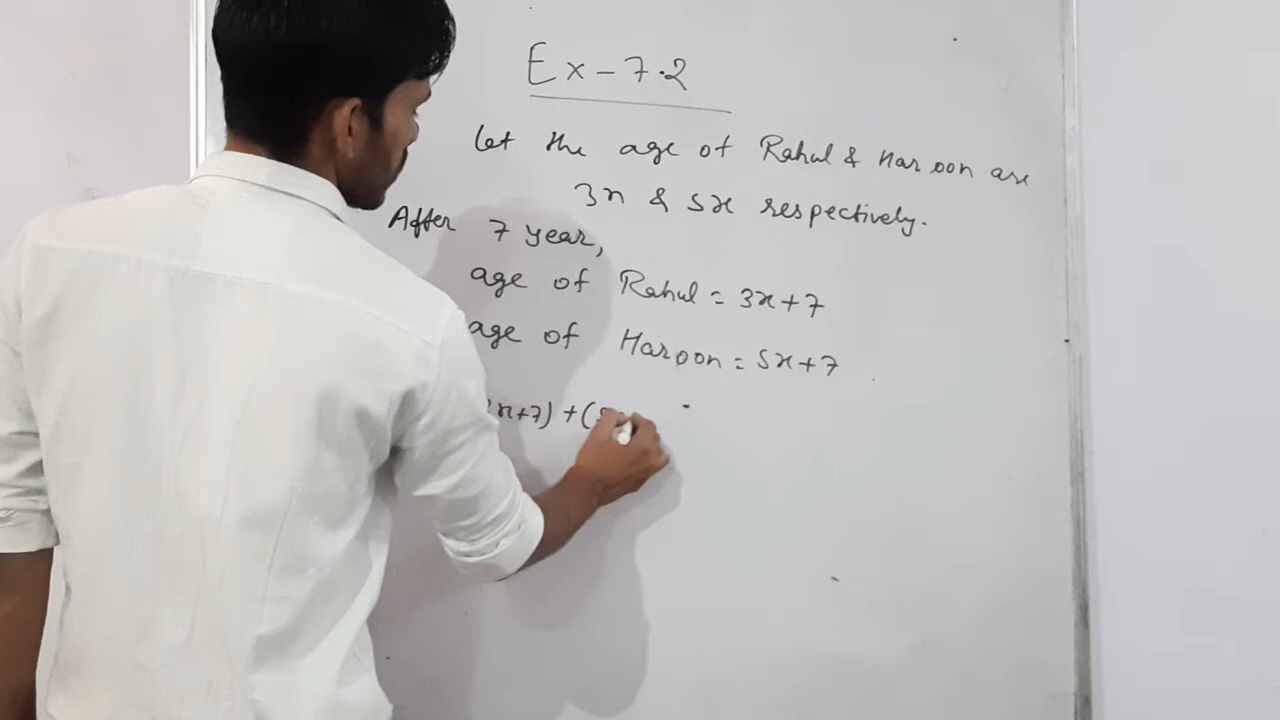 Ex-7.2
Let the age of Rahul & Haroon are
3x & 5x respectively.
After 7 year,
age of Rahul = 3x+7
age of Haroon = 5x+7
x+7) + (5